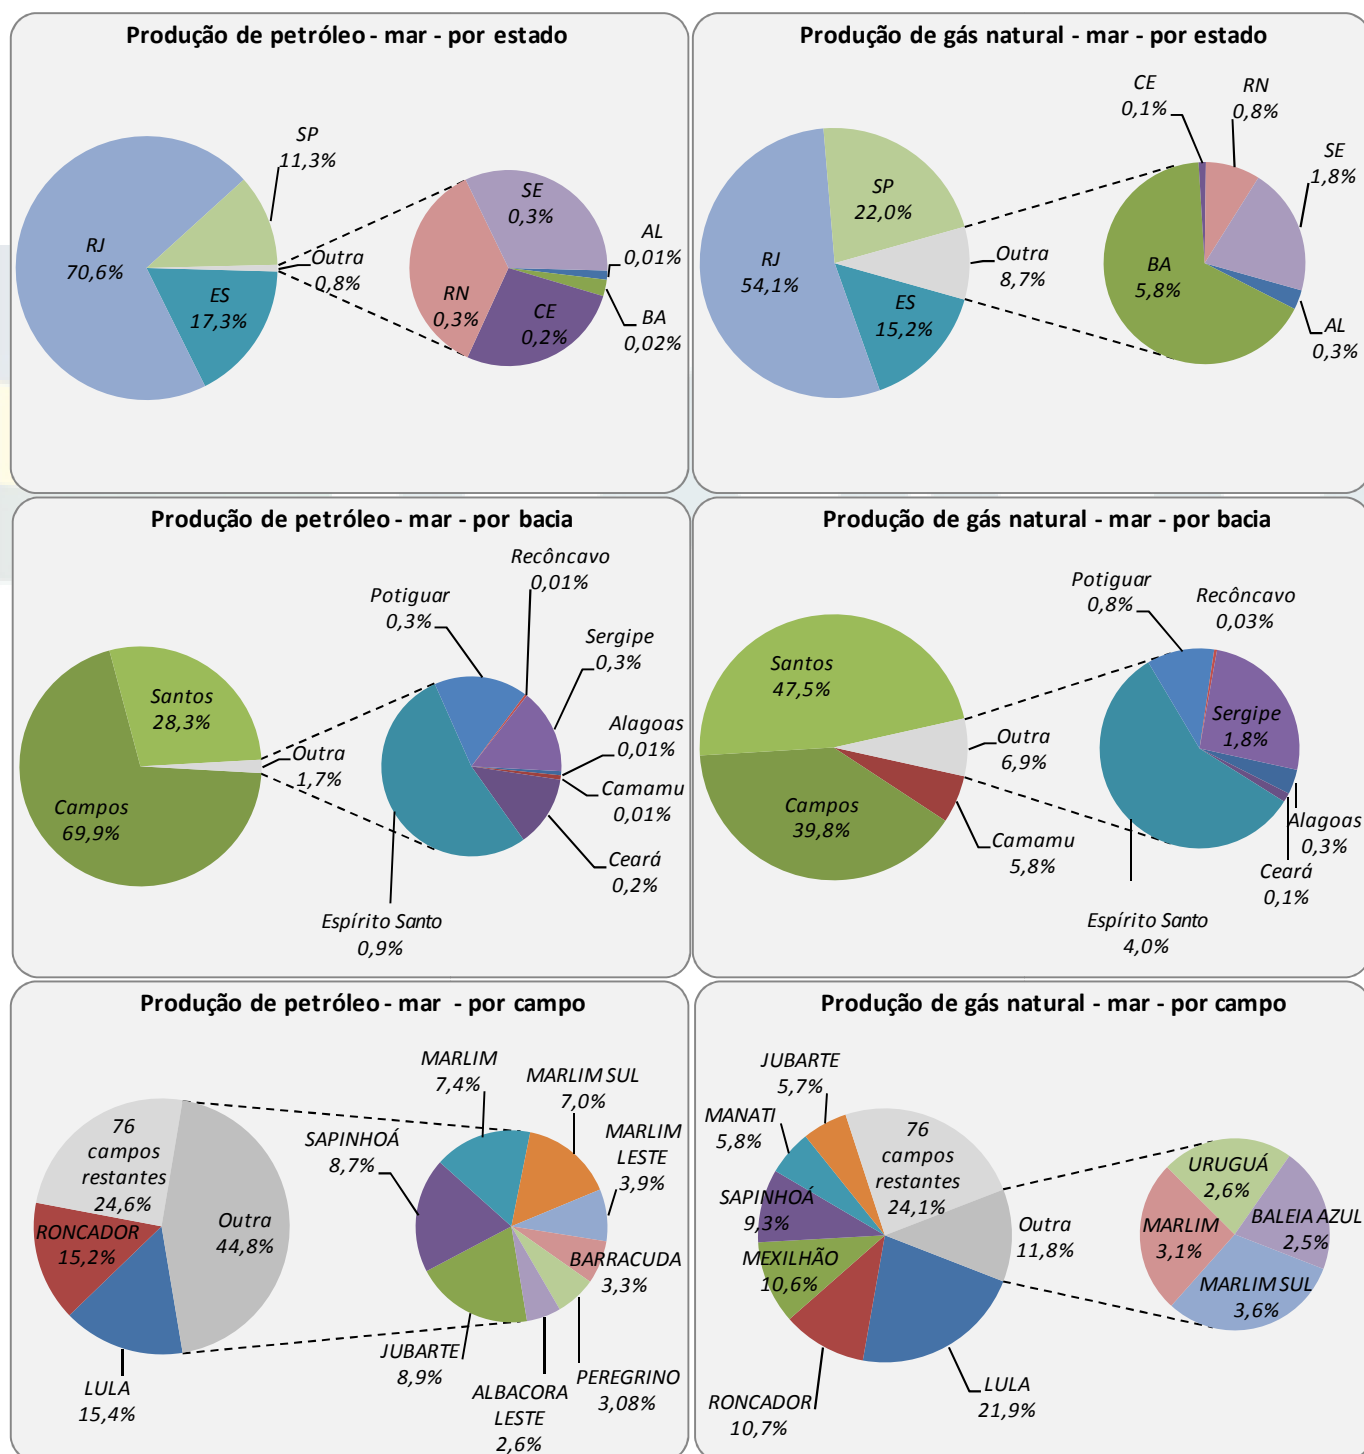 Produção de petróleo - mar - por estado
SP
11,3%
RJ
70,6%
ES
17,3%
Outra
0,8%
SE
0,3%
RN
0,3%
CE
0,2%
AL
0,01%
BA
0,02%
Produção de gás natural - mar - por estado
CE
0,1%
RN
0,8%
SE
1,8%
SP
22,0%
RJ
54,1%
Outra
8,7%
ES
15,2%
BA
5,8%
AL
0,3%
Produção de petróleo - mar - por bacia
Recôncavo
0,01%
Potiguar
0,3%
Sergipe
0,3%
Santos
28,3%
Alagoas
0,01%
Outra
1,7%
Camamu
0,01%
Campos
69,9%
Ceará
0,2%
Espírito Santo
0,9%
Produção de gás natural - mar - por bacia
Potiguar
0,8%
Recôncavo
0,03%
Santos
47,5%
Sergipe
1,8%
Outra
6,9%
Campos
39,8%
Camamu
5,8%
Alagoas
0,3%
Ceará
0,1%
Espírito Santo
4,0%
Produção de petróleo - mar - por campo
MARLIM
7,4%
MARLIM SUL
7,0%
76
campos
restantes
24,6%
SAPINHOÁ
8,7%
MARLIM
LESTE
3,9%
RONCADOR
15,2%
Outra
44,8%
BARRACUDA
3,3%
JUBARTE
8,9%
PEREGRINO
3,08%
LULA
15,4%
ALBACORA
LESTE
2,6%
Produção de gás natural - mar - por campo
JUBARTE
5,7%
MANATI
5,8%
76
campos
restantes
24,1%
URUGUÁ
2,6%
SAPINHOÁ
9,3%
Outra
11,8%
BALEIA AZUL
2,5%
MARLIM
3,1%
MEXILHÃO
10,6%
MARLIM SUL
3,6%
RONCADOR
10,7%
LULA
21,9%